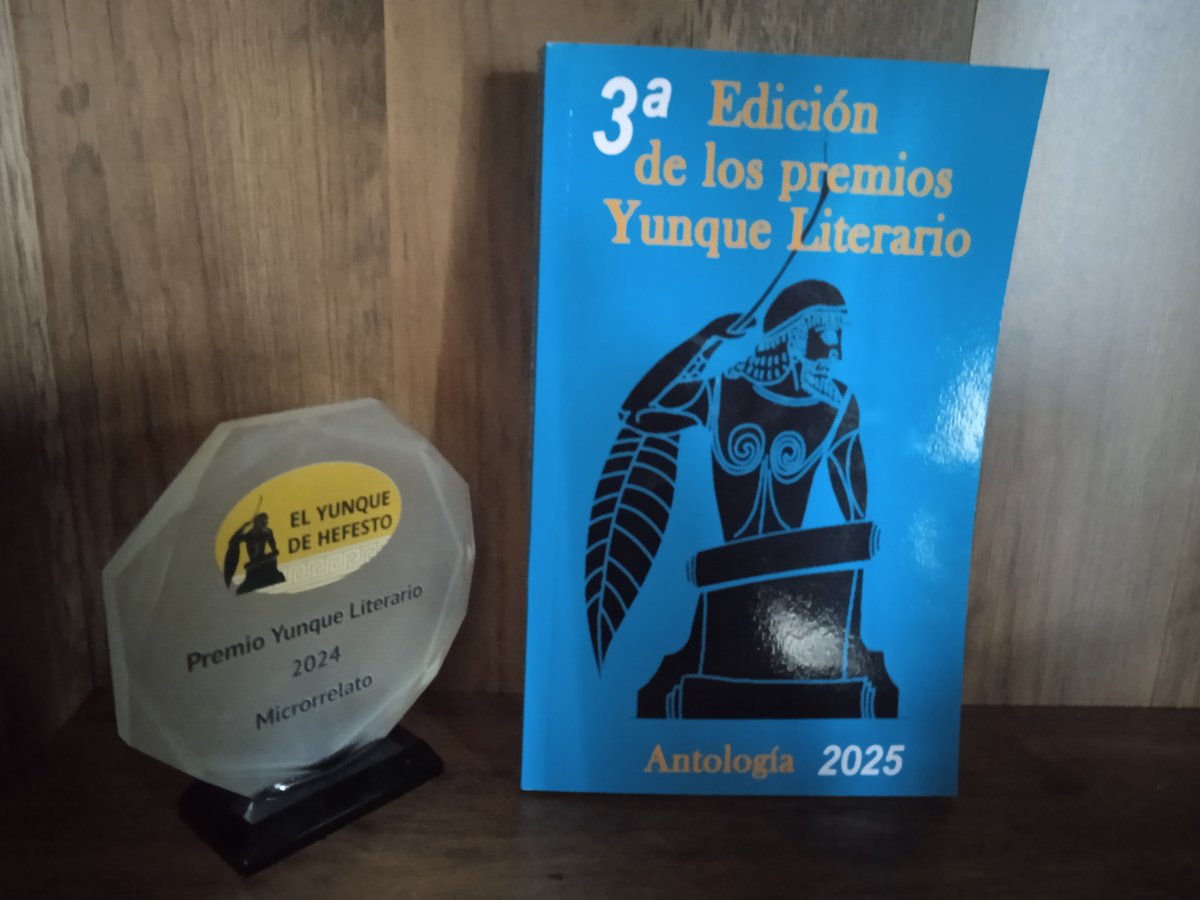 EL YUNQUE
DE HEFESTO
Premio Yunque Literario
2024
Microrrelato
3ª Edición
de los premios
Yunque Literario
Antología 2025